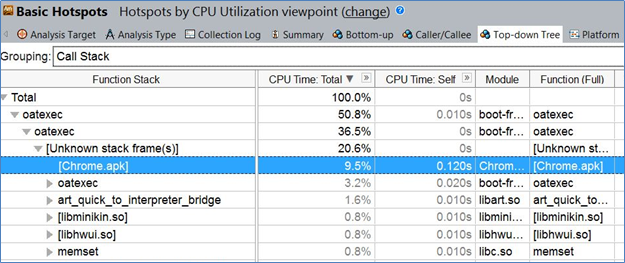 Basic Hotspots Hotspots by CPU Utilization viewpoint (change)
Analysis Target Analysis Type Collection Log Summary Bottom-up Caller/Callee Top-down Tree Platform
Grouping: Call Stack
Function Stack CPU Time: Total CPU Time: Self Module Function (Full)
Total 100.0% 0s
oatexec 50.8% 0.010s boot-fr... oatexec
oatexec 36.5% 0s boot-fr... oatexec
[Unknown stack frame(s)] 20.6% 0s [Unknown st...
[Chrome.apk] 9.5% 0.120s Chrom... [Chrome.apk]
oatexec 3.2% 0.020s boot-fr... oatexec
art_quick_to_interpreter_bridge 1.6% 0.010s libart.so art_quick_to...
[libminikin.so] 0.8% 0.010s libmini... [libminikin.so]
[libhwui.so] 0.8% 0.010s libhwu... [libhwui.so]
memset 0.8% 0.010s libc.so memset